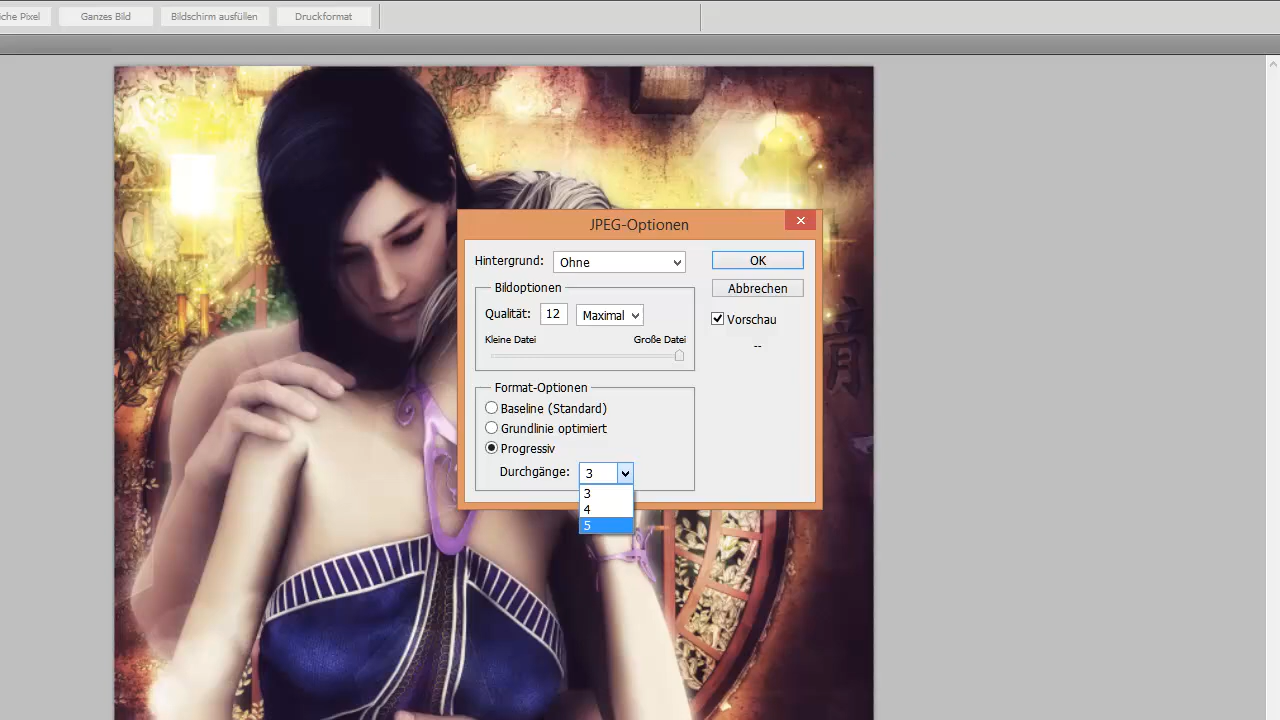 iche Pixel
Ganzes Bild
Bildschirm ausfüllen
Druckformat
JPEG-Optionen
Hintergrund: Ohne
OK
Bildoptionen
Abbrechen
Qualität: 12 Maximal
Vorschau
Kleine Datei Große Datei
--
Format-Optionen
Baseline (Standard)
Grundlinie optimiert
Progressiv
Durchgänge: 3
3
4
5